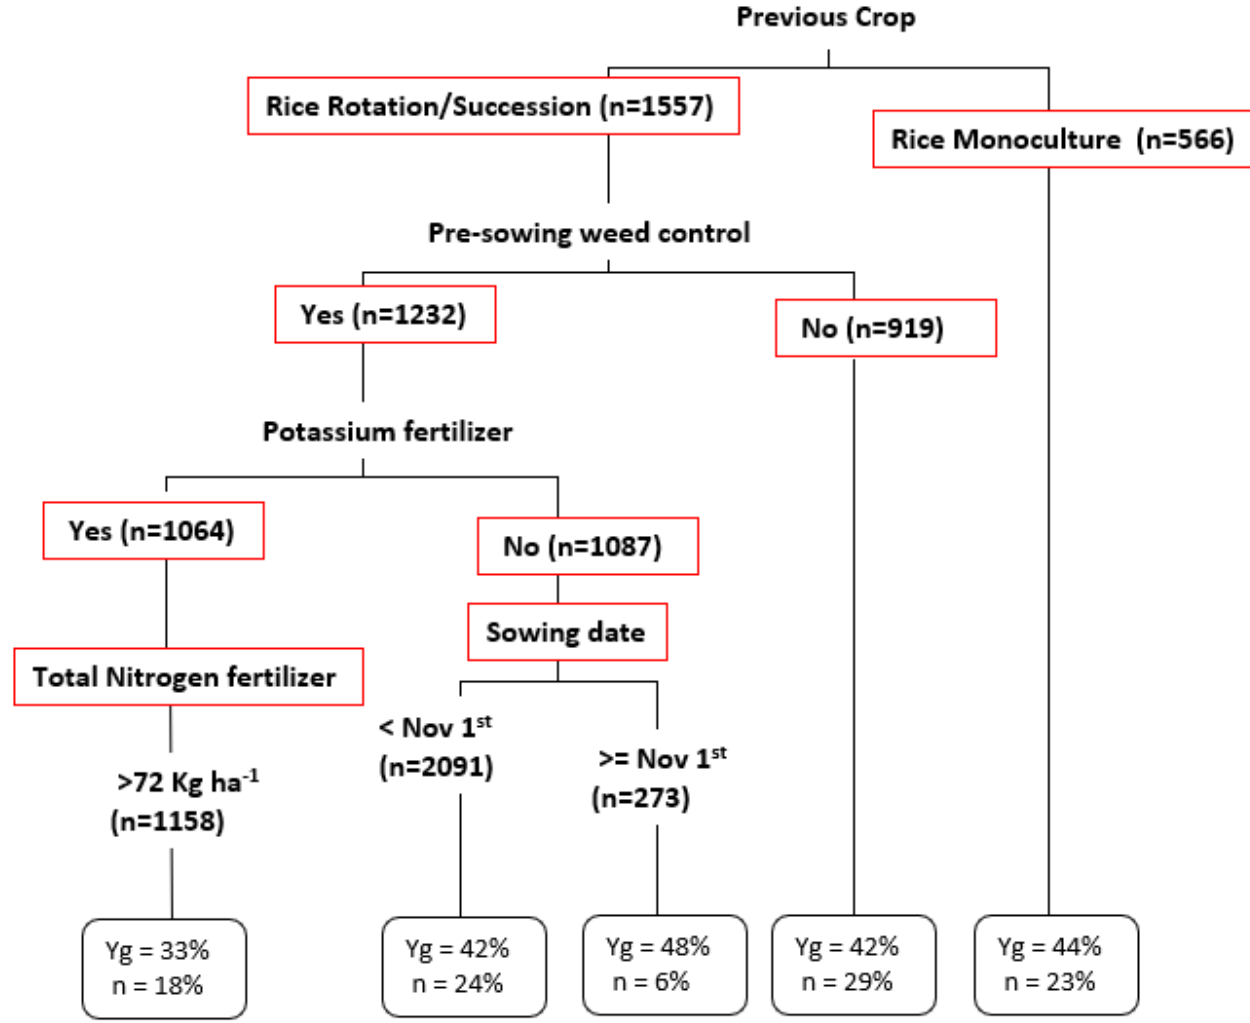 Previous Crop
Rice Rotation/Succession (n=1557)
Rice Monoculture (n=566)
Pre-sowing weed control
Yes (n=1232)
No (n=919)
Potassium fertilizer
Yes (n=1064)
No (n=1087)
Sowing date
Total Nitrogen fertilizer
< Nov 1st
(n=2091)
>= Nov 1st
(n=273)
>72 Kg ha-1
(n=1158)
Yg = 33%
n = 18%
Yg = 42%
n = 24%
Yg = 48%
n = 6%
Yg = 42%
n = 29%
Yg = 44%
n = 23%